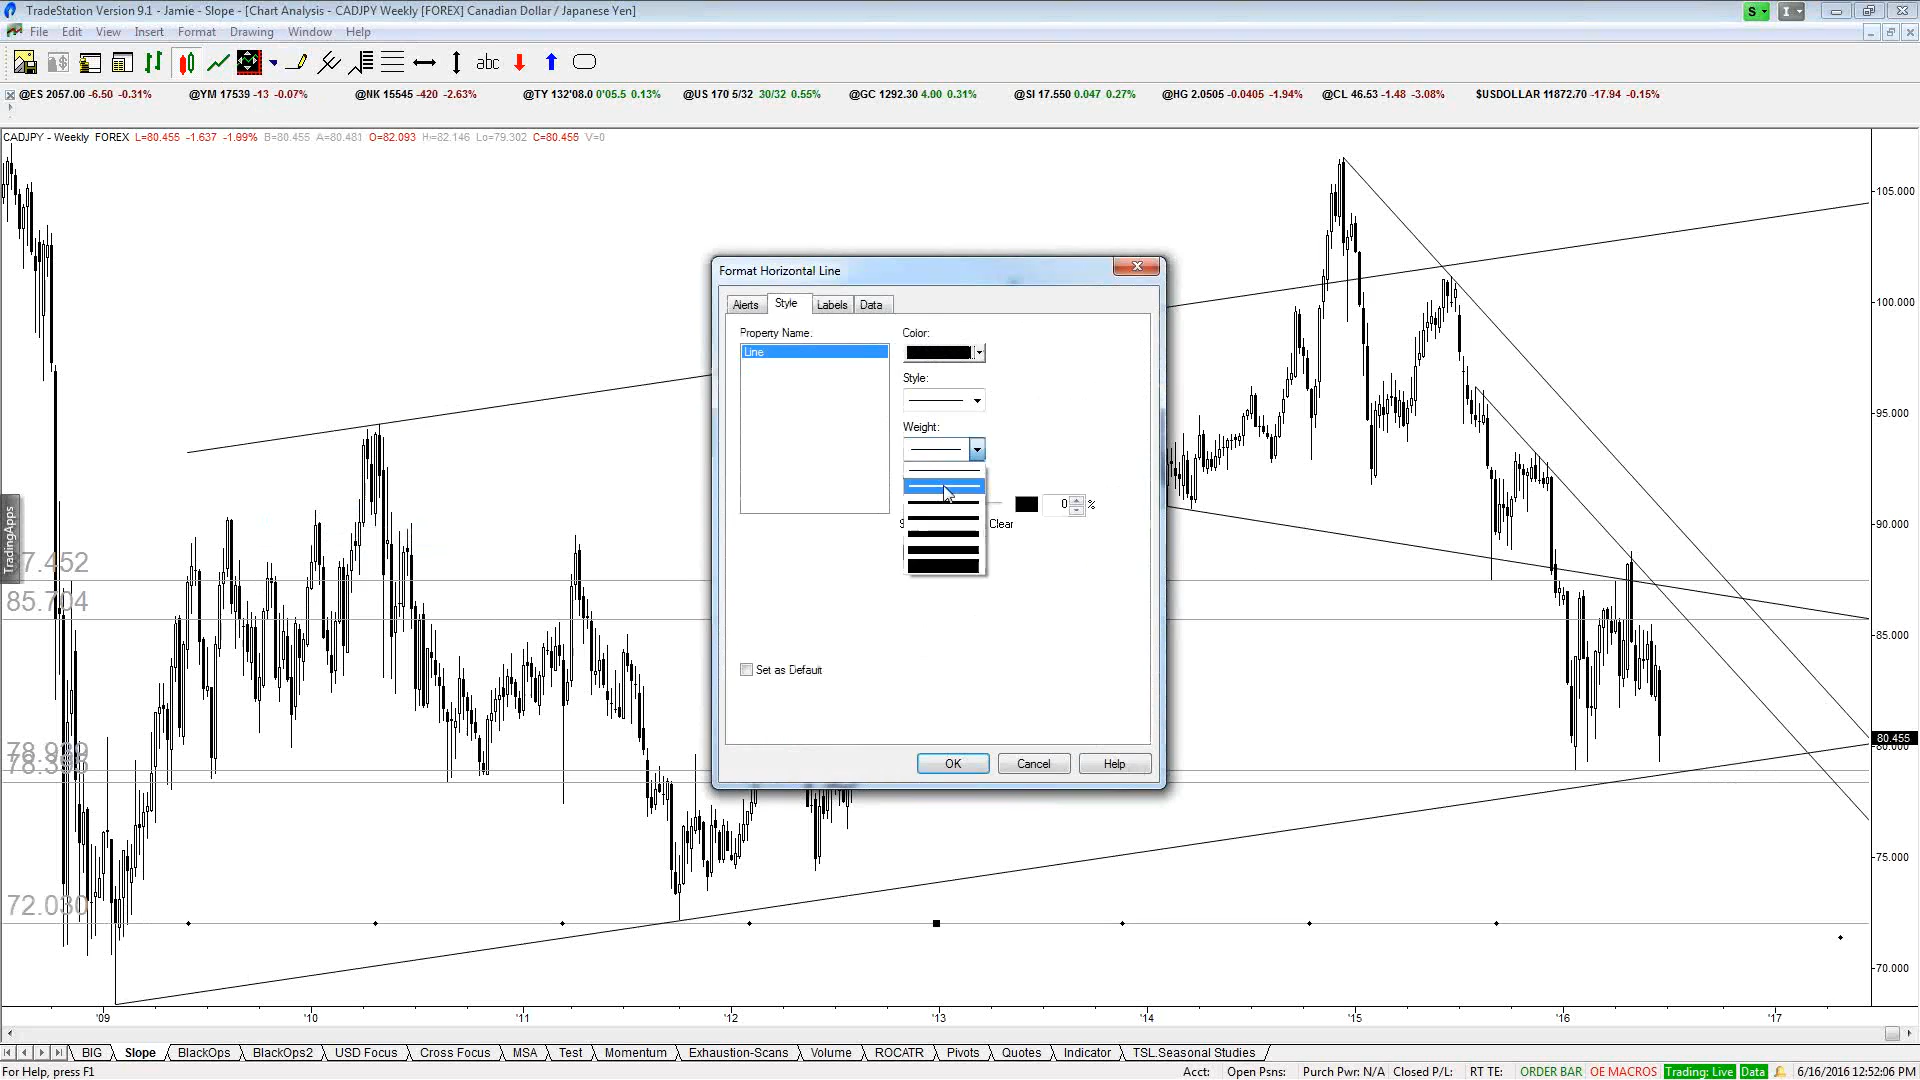 TradeStation Version 9.1 - Jamie - Slope - [Chart Analysis - CADJPY Weekly [FOREX] Canadian Dollar / Japanese Yen]
S
I
File Edit View Insert Format Drawing Window Help
abc
@ES 2057.00 -6.50 -0.31% @YM 17539 -13 -0.07% @NK 15545 -420 -2.63% @TY 132'08.0 0'05.5 0.13% @US 170 5/32 30/32 0.55% @GC 1292.30 4.00 0.31% @SI 17.550 0.047 0.27% @HG 2.0505 -0.0405 -1.94% @CL 46.53 -1.48 -3.08% $USDOLLAR 11872.70 -17.94 -0.15%
CADJPY - Weekly FOREX L=80.455 -1.637 -1.99% B=80.455 A=80.481 O=82.093 Hi=82.146 Lo=79.302 C=80.455 V=0
105.000
100.000
95.000
90.000
85.000
80.455
80.000
75.000
70.000
TradingApps
87.452
85.704
78.939
72.030
Format Horizontal Line
Alerts Style Labels Data
Property Name:
Line
Color:
Style:
Weight:
0 %
Clear
Set as Default
OK Cancel Help
'09 '10 '11 '12 '13 '14 '15 '16 '17
BIG Slope BlackOps BlackOps2 USD Focus Cross Focus MSA Test Momentum Exhaustion-Scans Volume ROCATR Pivots Quotes Indicator TSL.Seasonal Studies
For Help, press F1
Acct: Open Psns: Purch Pwr: N/A Closed P/L: RT TE: ORDER BAR OE MACROS Trading: Live Data 6/16/2016 12:52:06 PM